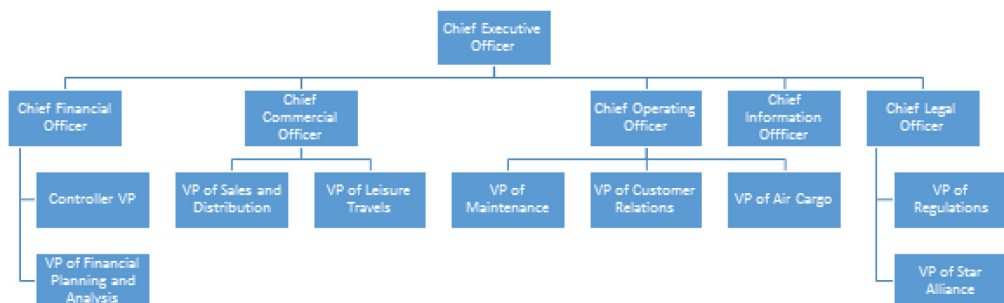 Chief Executive
Officer
Chief Financial
Officer
Chief
Commercial
Officer
Chief Operating
Officer
Chief
Information
Offficer
Chief Legal
Officer
Controller VP
VP of Sales and
Distribution
VP of Leisure
Travels
VP of
Maintenance
VP of Customer
Relations
VP of Air Cargo
VP of
Regulations
VP of Financial
Planning and
Analysis
VP of Star
Alliance